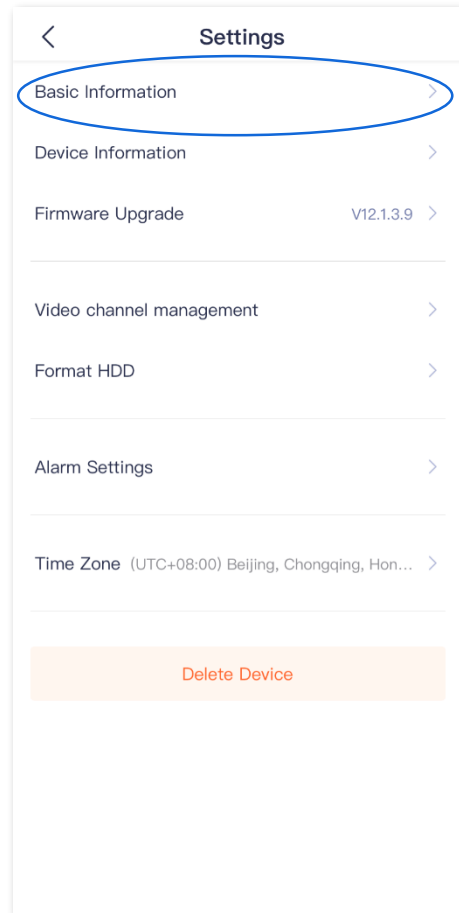 Settings
Basic Information
Device Information
Firmware Upgrade V12.1.3.9
Video channel management
Format HDD
Alarm Settings
Time Zone (UTC+08:00) Beijing, Chongqing, Hon...
Delete Device